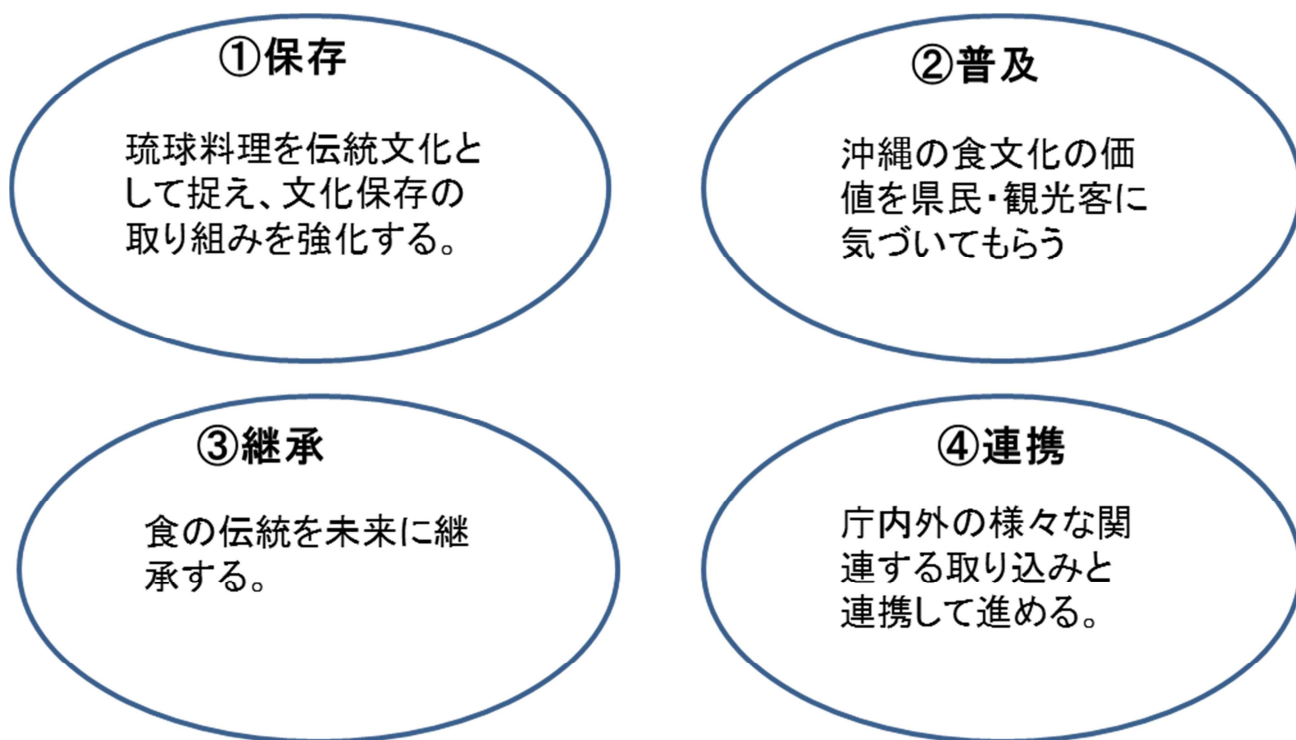 ①保存
琉球料理を伝統文化と
して捉え、文化保存の
取り組みを強化する。
②普及
沖縄の食文化の価
値を県民・観光客に
気づいてもらう
③継承
食の伝統を未来に継
承する。
④連携
庁内外の様々な関
連する取り込みと
連携して進める。